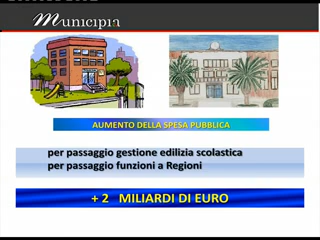 Municipia
AUMENTO DELLA SPESA PUBBLICA
per passaggio gestione edilizia scolastica
per passaggio funzioni a Regioni
+ 2 MILIARDI DI EURO